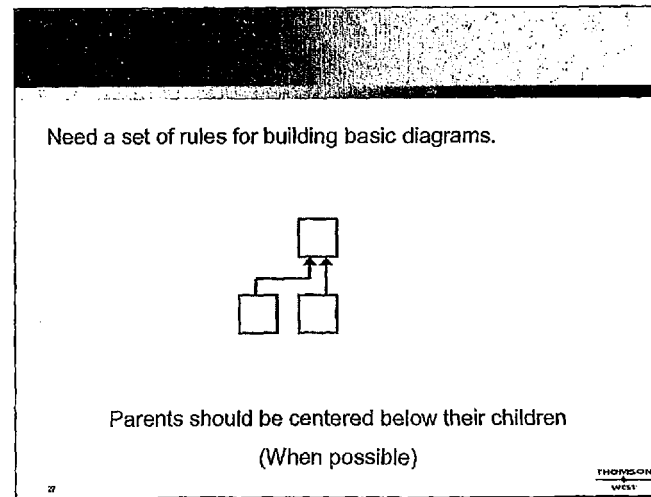 Need a set of rules for building basic diagrams.
Parents should be centered below their children
(When possible)
27
THOMSON
WEST